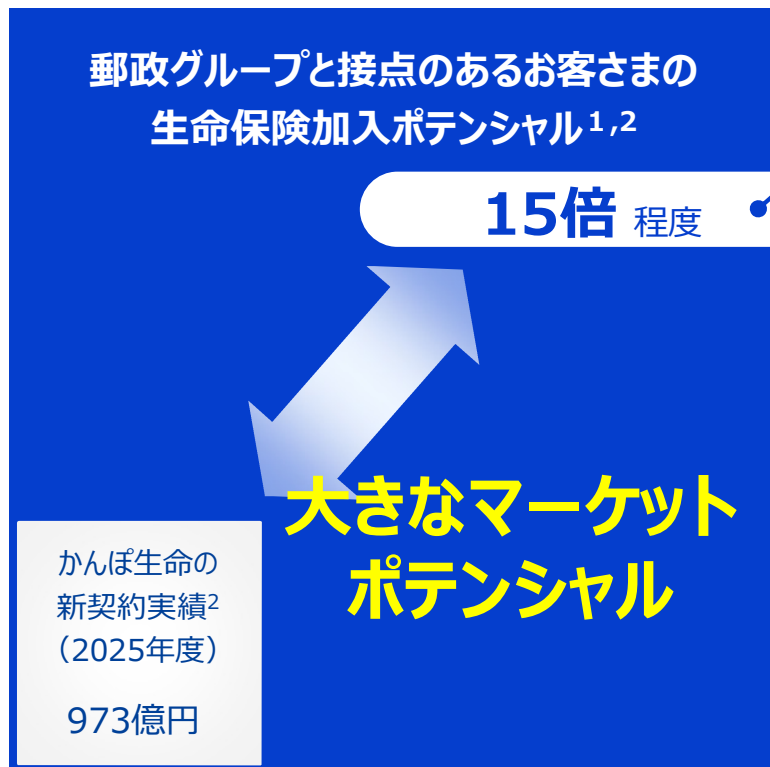 郵政グループと接点のあるお客さまの
生命保険加入ポテンシャル1,2
15倍 程度
大きなマーケット
ポテンシャル
かんぽ生命の
新契約実績2
（2025年度）
973億円